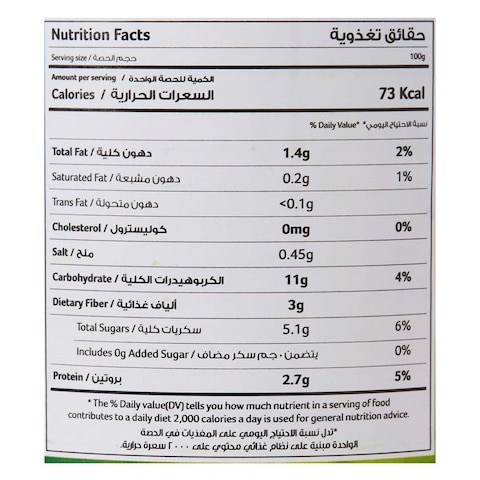 Nutrition Facts حقائق تغذوية
Serving size / حجم الحصة 100g
Amount per serving / الكمية للحصة الواحدة
Calories / السعرات الحرارية 73 Kcal
% Daily Value* *نسبة الاحتياج اليومي%
Total Fat / دهون كلية 1.4g 2%
Saturated Fat / دهون مشبعة 0.2g 1%
Trans Fat / دهون متحولة <0.1g
Cholesterol / كوليسترول 0mg 0%
Salt / ملح 0.45g
Carbohydrate / الكربوهيدرات الكلية 11g 4%
Dietary Fiber / ألياف غذائية 3g
Total Sugars / سكريات كلية 5.1g 6%
Includes 0g Added Sugar / يتضمن ٠ جم سكر مضاف 0%
Protein / بروتين 2.7g 5%
* The % Daily value(DV) tells you how much nutrient in a serving of food
contributes to a daily diet 2,000 calories a day is used for general nutrition advice.
*تدل نسبة الاحتياج اليومي على المغذيات في الحصة
الواحدة مبنية على نظام غذائي محتوي على ٢٠٠٠ سعرة حرارية.